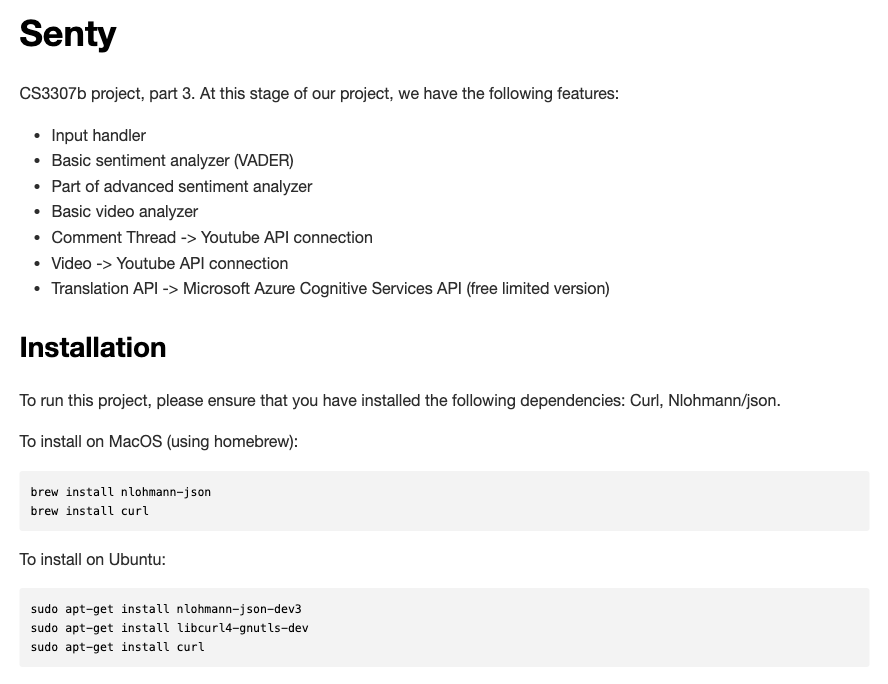 Senty
CS3307b project, part 3. At this stage of our project, we have the following features:
• Input handler
• Basic sentiment analyzer (VADER)
• Part of advanced sentiment analyzer
• Basic video analyzer
• Comment Thread -> Youtube API connection
• Video -> Youtube API connection
• Translation API -> Microsoft Azure Cognitive Services API (free limited version)
Installation
To run this project, please ensure that you have installed the following dependencies: Curl, Nlohmann/json.
To install on MacOS (using homebrew):
brew install nlohmann-json
brew install curl
To install on Ubuntu:
sudo apt-get install nlohmann-json-dev3
sudo apt-get install libcurl4-gnutls-dev
sudo apt-get install curl